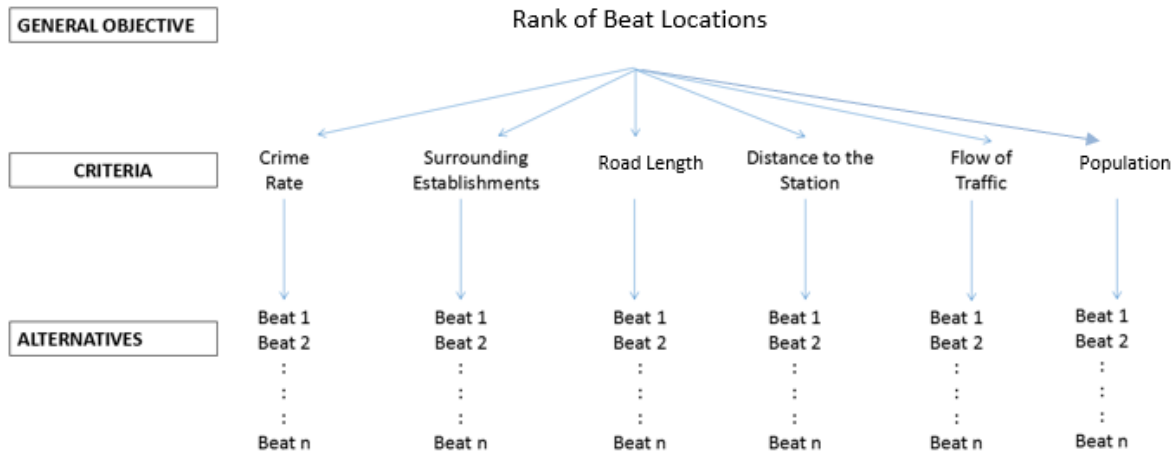 GENERAL OBJECTIVE
Rank of Beat Locations
CRITERIA
Crime
Rate
Surrounding
Establishments
Road Length
Distance to the
Station
Flow of
Traffic
Population
ALTERNATIVES
Beat 1
Beat 2
:
:
:
Beat n
Beat 1
Beat 2
:
:
:
Beat n
Beat 1
Beat 2
:
:
:
Beat n
Beat 1
Beat 2
:
:
:
Beat n
Beat 1
Beat 2
:
:
:
Beat n
Beat 1
Beat 2
:
:
:
Beat n